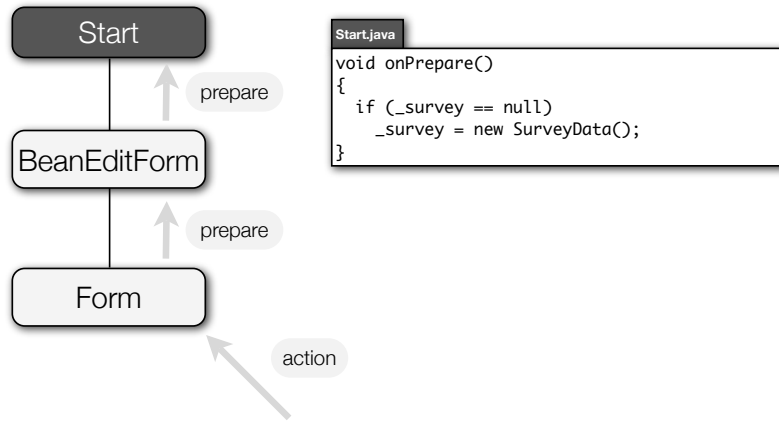 Start
prepare
BeanEditForm
prepare
Form
action
Start.java
void onPrepare()
{
  if (_survey == null)
    _survey = new SurveyData();
}